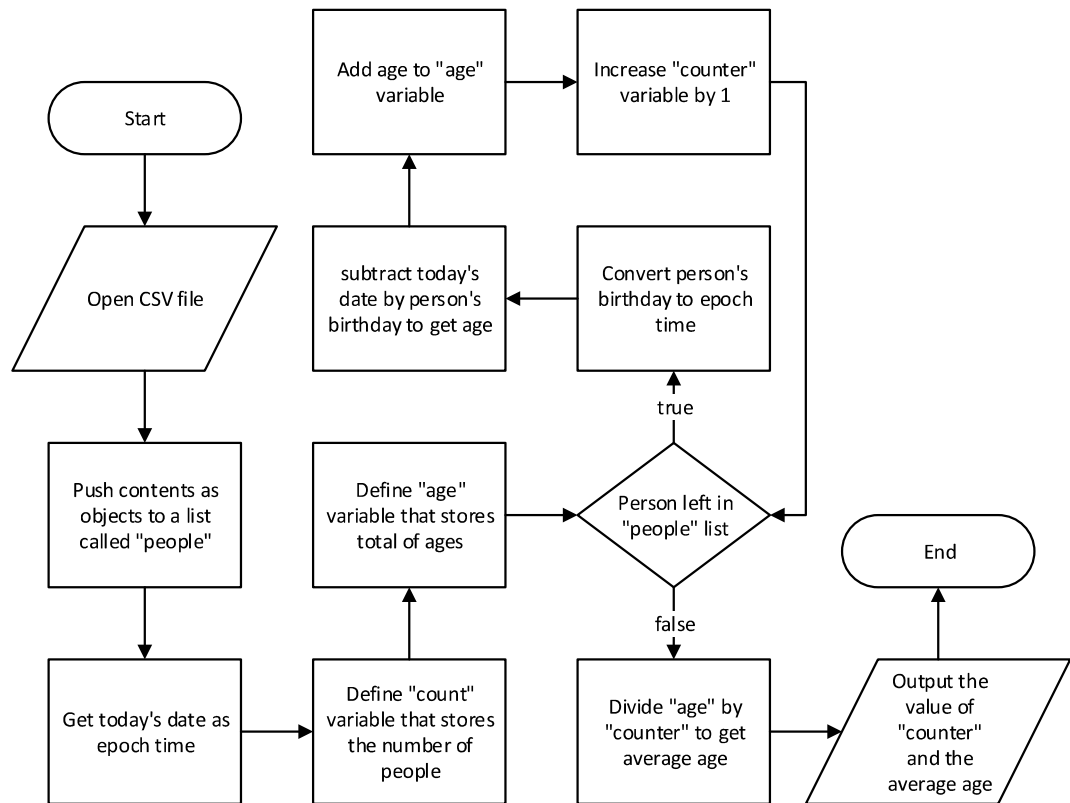 Start
Open CSV file
Push contents as
objects to a list
called "people"
Get today's date as
epoch time
Define "count"
variable that stores
the number of
people
Define "age"
variable that stores
total of ages
Person left in
"people" list
true
Convert person's
birthday to epoch
time
subtract today's
date by person's
birthday to get age
Add age to "age"
variable
Increase "counter"
variable by 1
false
Divide "age" by
"counter" to get
average age
Output the
value of
"counter"
and the
average age
End